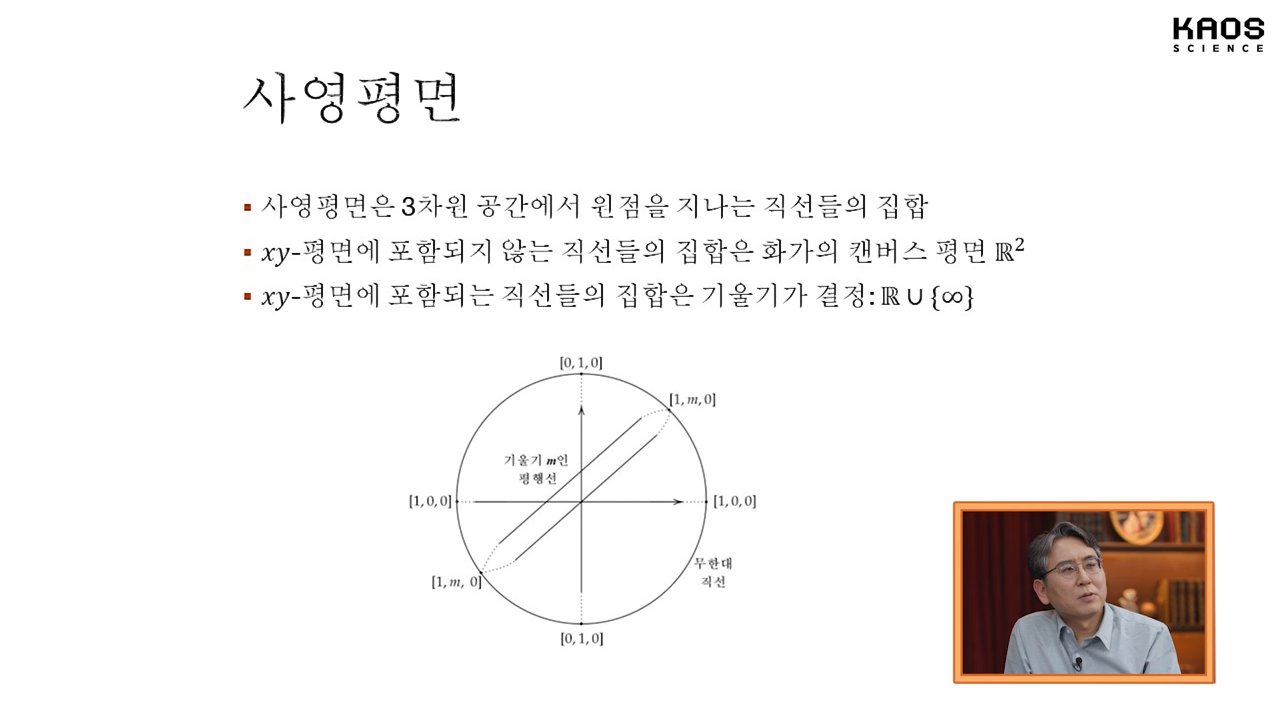 KAOS
SCIENCE
사영평면
▪ 사영평면은 3차원 공간에서 원점을 지나는 직선들의 집합
▪ xy-평면에 포함되지 않는 직선들의 집합은 화가의 캔버스 평면 ℝ²
▪ xy-평면에 포함되는 직선들의 집합은 기울기가 결정: ℝ ∪ {∞}
[0, 1, 0]
[1, m, 0]
기울기 m인
평행선
[1, 0, 0]
[1, 0, 0]
무한대
직선
[1, m, 0]
[0, 1, 0]